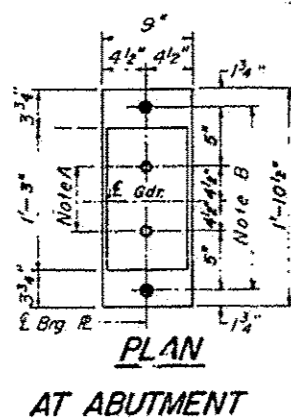 9"
4½" 4½"
1¾"
3¾"
5"
Note A
1'-3"
℄ Gdr.
4½" 4½"
Note B
1'-10½"
5"
3¾"
℄ Brg. ℞
1¾"
PLAN
AT ABUTMENT